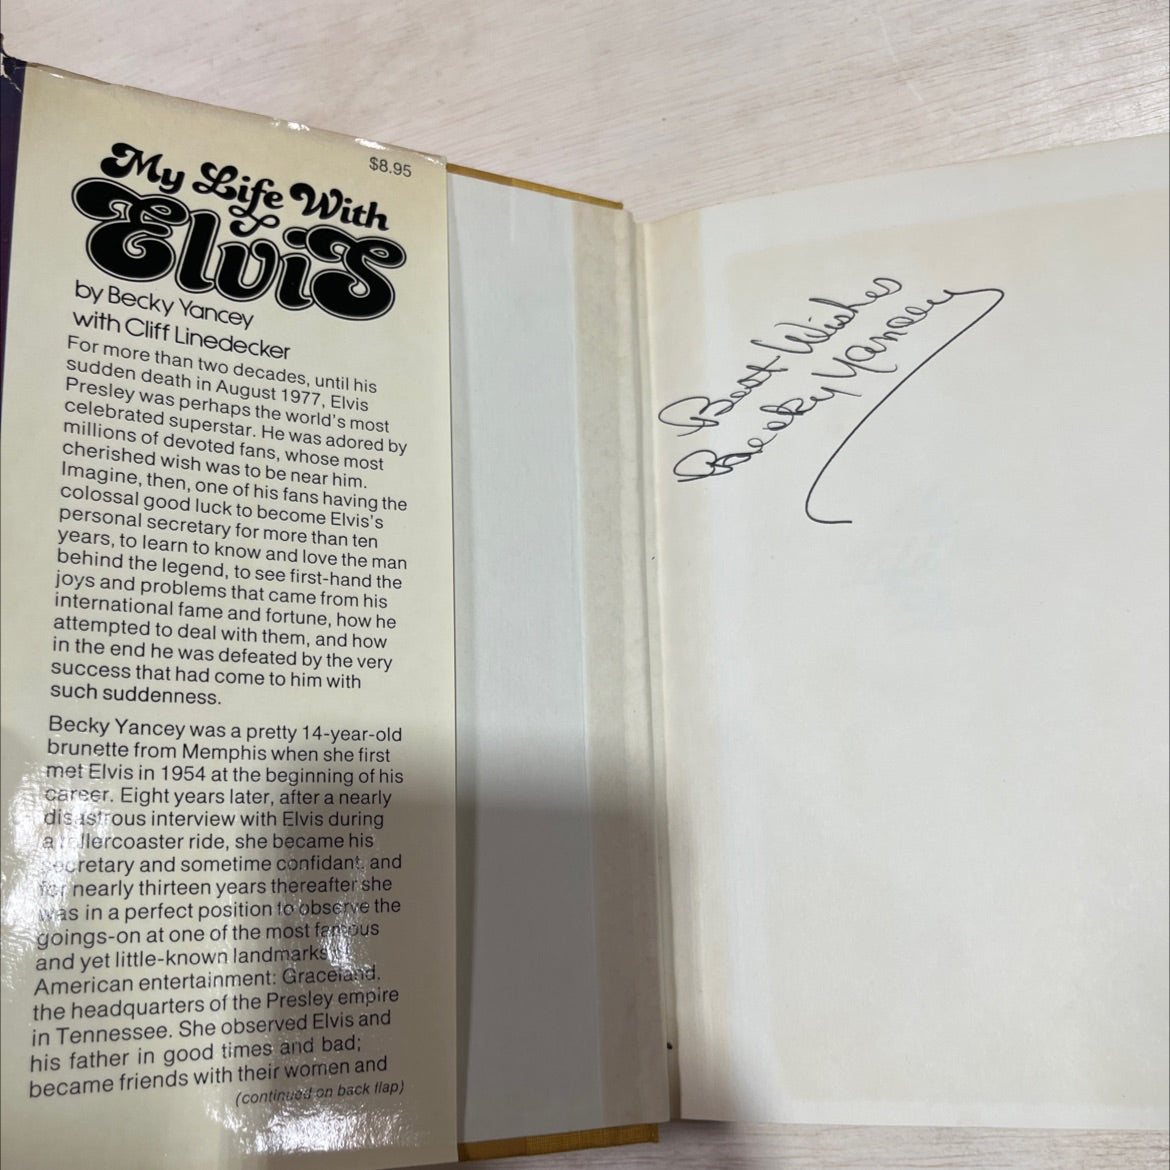 $8.95
My Life With
Elvis
by Becky Yancey
with Cliff Linedecker
For more than two decades, until his
sudden death in August 1977, Elvis
Presley was perhaps the world's most
celebrated superstar. He was adored by
millions of devoted fans, whose most
cherished wish was to be near him.
Imagine, then, one of his fans having the
colossal good luck to become Elvis's
personal secretary for more than ten
years, to learn to know and love the man
behind the legend, to see first-hand the
joys and problems that came from his
international fame and fortune, how he
attempted to deal with them, and how
in the end he was defeated by the very
success that had come to him with
such suddenness.
Becky Yancey was a pretty 14-year-old
brunette from Memphis when she first
met Elvis in 1954 at the beginning of his
career. Eight years later, after a nearly
disastrous interview with Elvis during
a rollercoaster ride, she became his
secretary and sometime confidant, and
for nearly thirteen years thereafter she
was in a perfect position to observe the
goings-on at one of the most famous
and yet little-known landmarks
American entertainment: Graceland,
the headquarters of the Presley empire
in Tennessee. She observed Elvis and
his father in good times and bad;
became friends with their women and
(continued on back flap)
Best Wishes
Becky Yancey